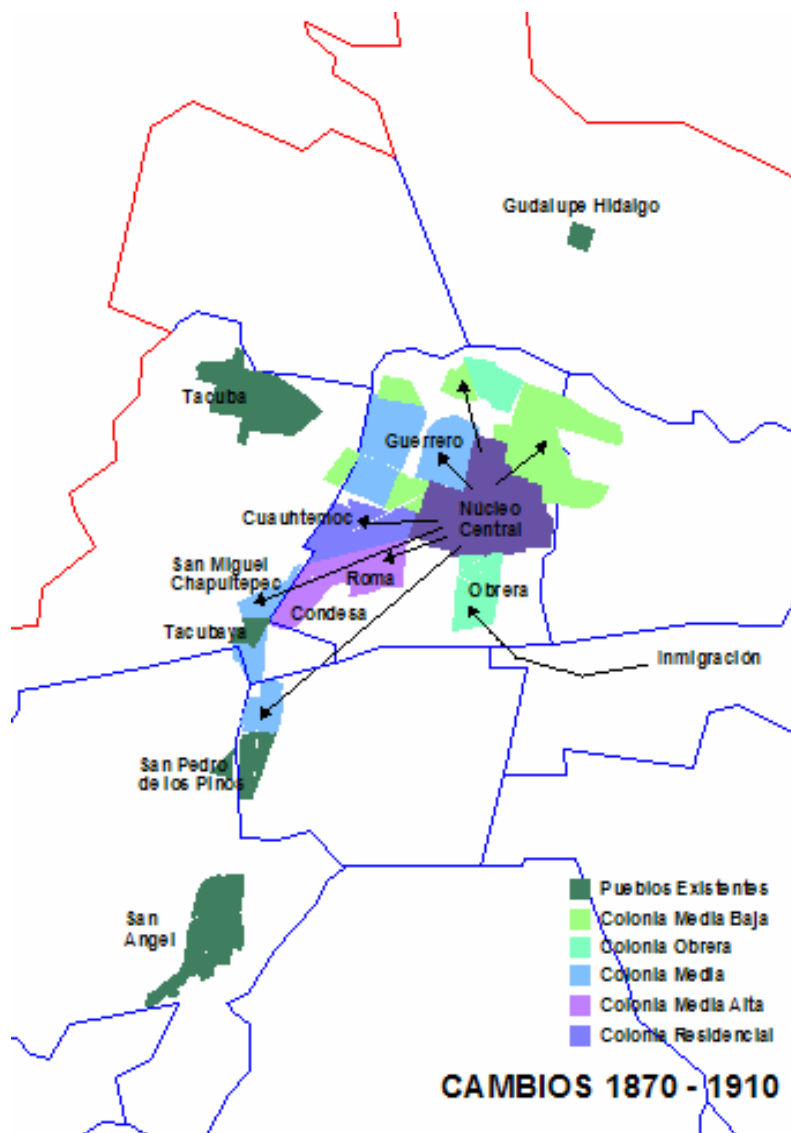 Gudalupe Hidalgo
Tacuba
Guerrero
Núcleo
Central
Cuauhtemoc
San Miguel
Chapultepec
Roma
Obrera
Condesa
Tacubaya
Inmigración
San Pedro
de los Pinos
San
Angel
Pueblos Existentes
Colonia Media Baja
Colonia Obrera
Colonia Media
Colonia Media Alta
Colonia Residencial
CAMBIOS 1870 - 1910